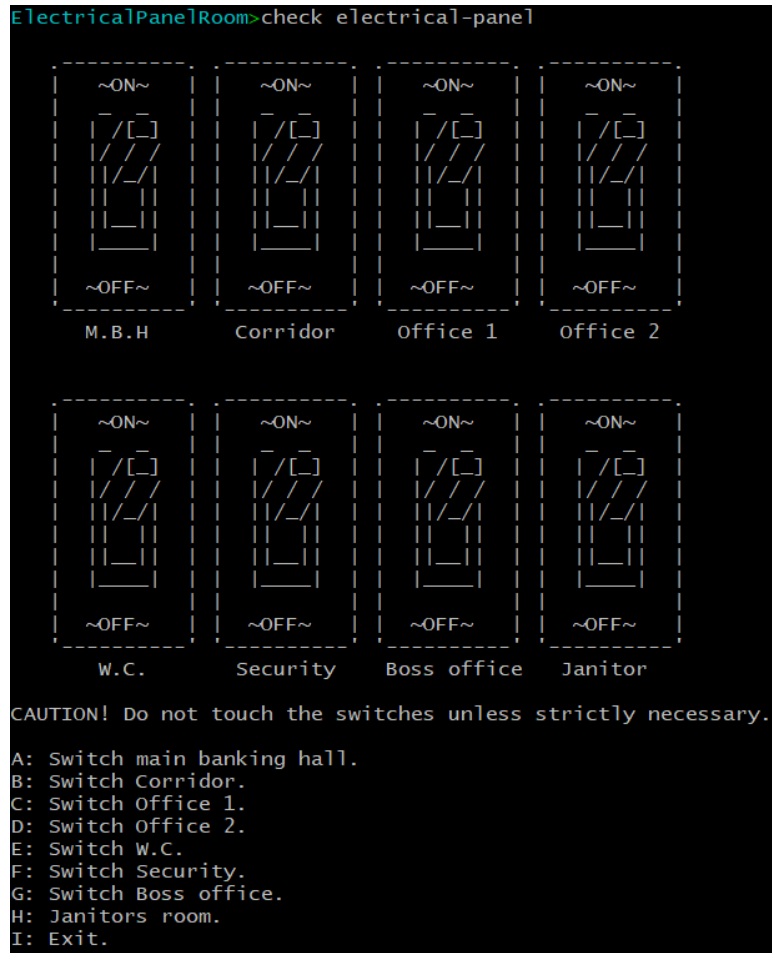 ElectricalPanelRoom>check electrical-panel
~ON~ ~ON~ ~ON~ ~ON~
~OFF~ ~OFF~ ~OFF~ ~OFF~
M.B.H Corridor Office 1 Office 2
~ON~ ~ON~ ~ON~ ~ON~
~OFF~ ~OFF~ ~OFF~ ~OFF~
W.C. Security Boss office Janitor
CAUTION! Do not touch the switches unless strictly necessary.
A: Switch main banking hall.
B: Switch Corridor.
C: Switch Office 1.
D: Switch Office 2.
E: Switch W.C.
F: Switch Security.
G: Switch Boss office.
H: Janitors room.
I: Exit.